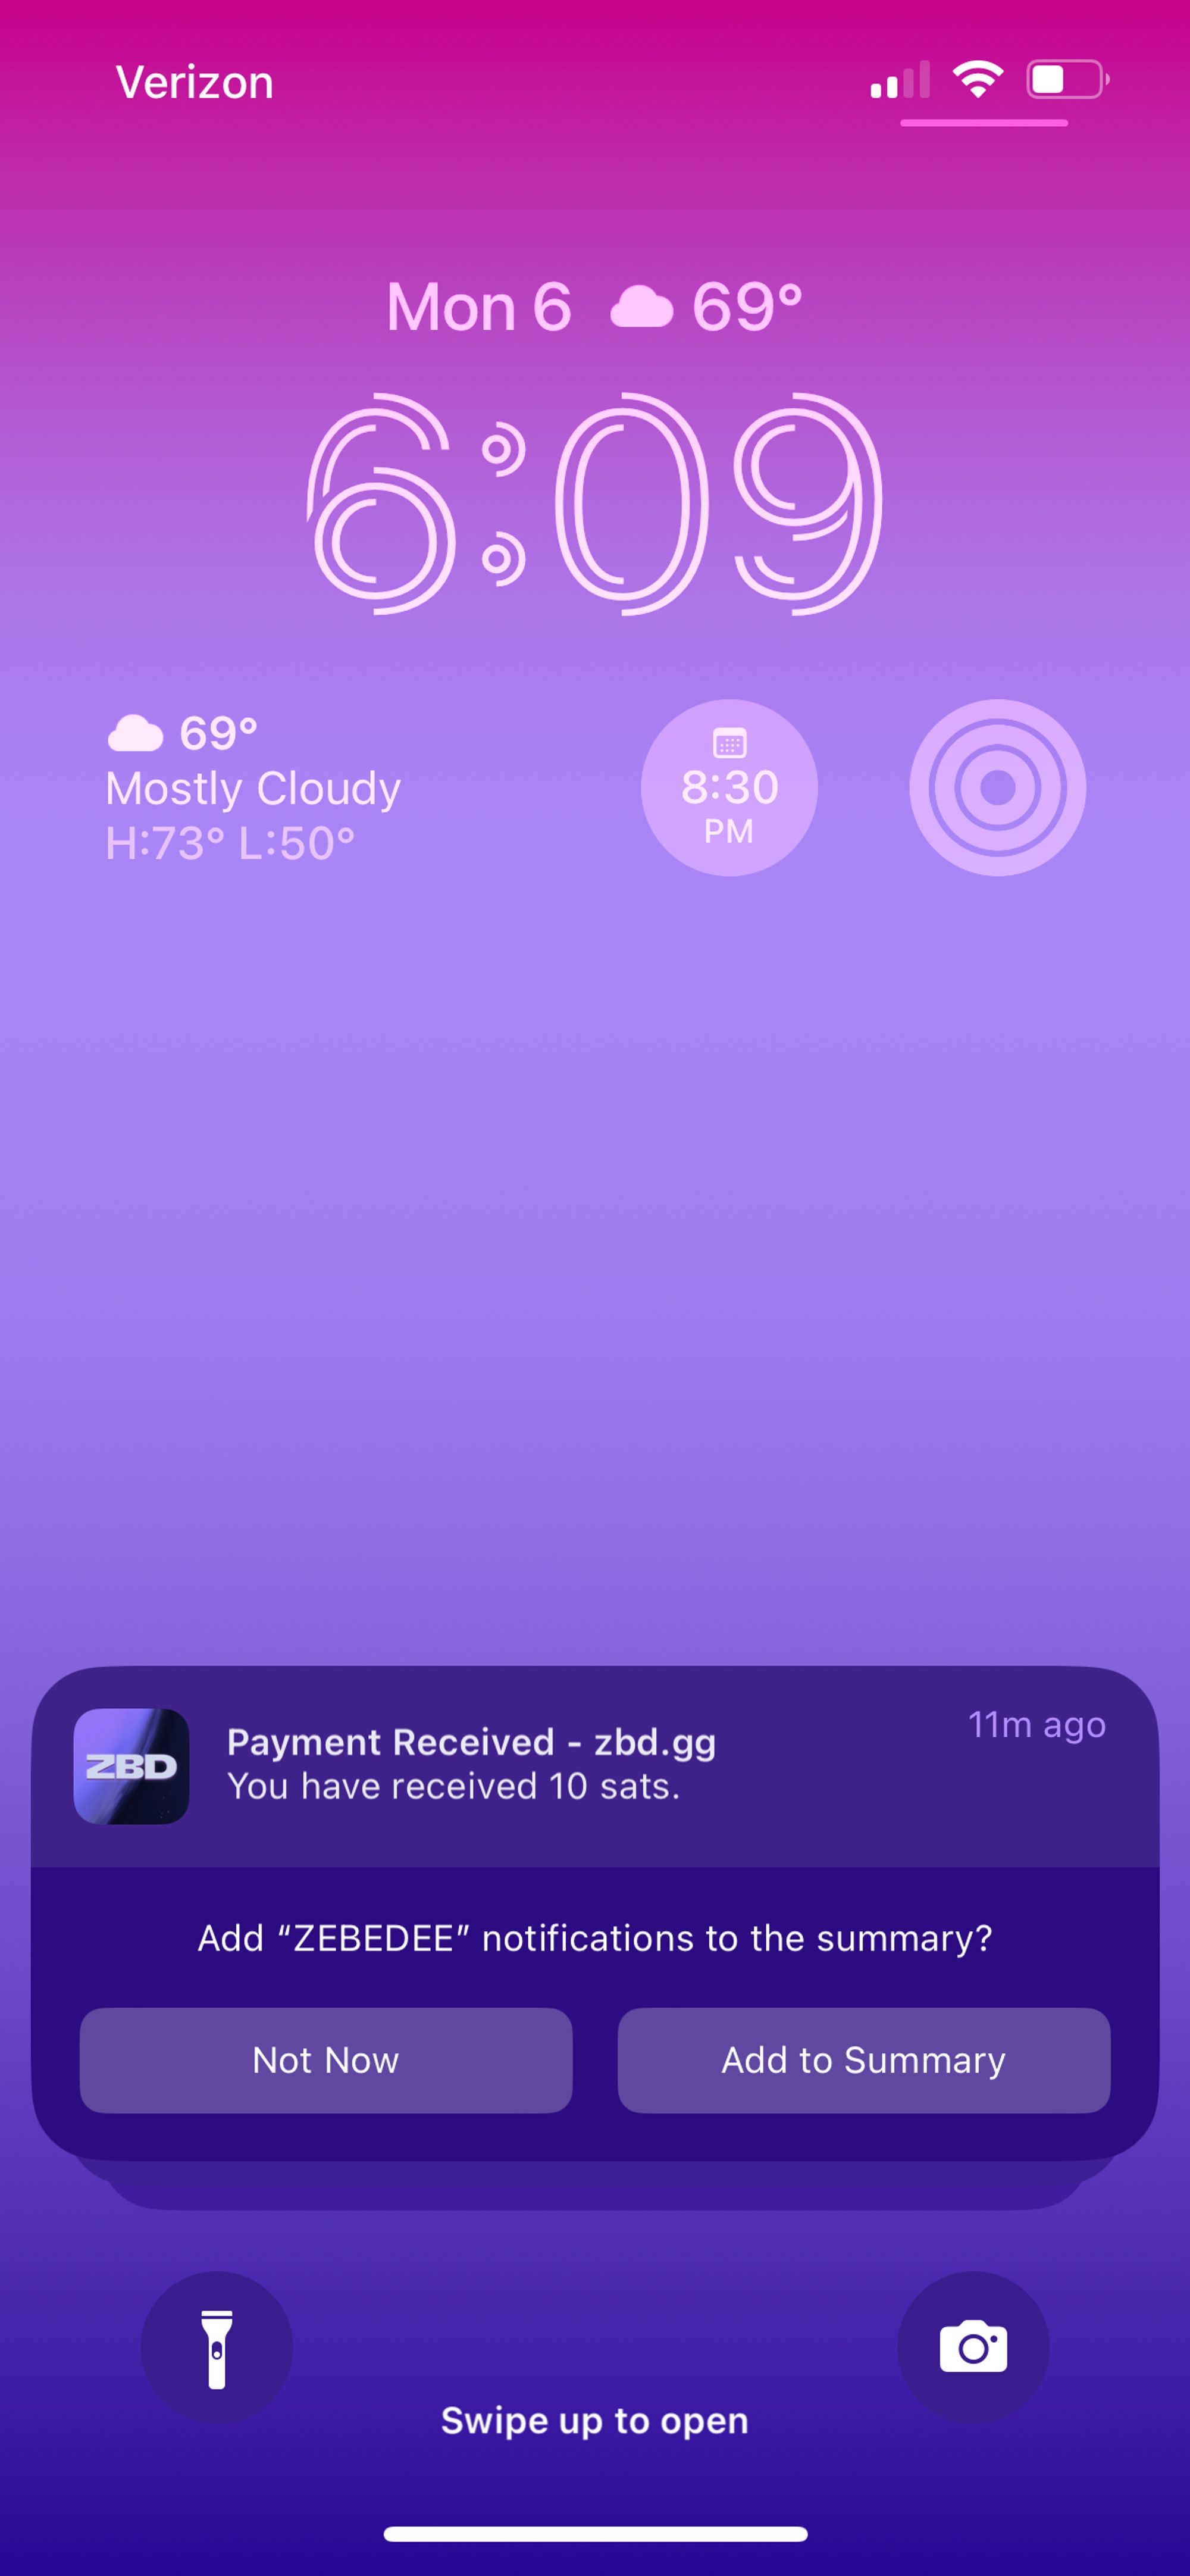 Verizon
Mon 6 69°
6:09
69°
Mostly Cloudy
H:73° L:50°
8:30
PM
11m ago
ZBD
Payment Received - zbd.gg
You have received 10 sats.
Add “ZEBEDEE” notifications to the summary?
Not Now
Add to Summary
Swipe up to open